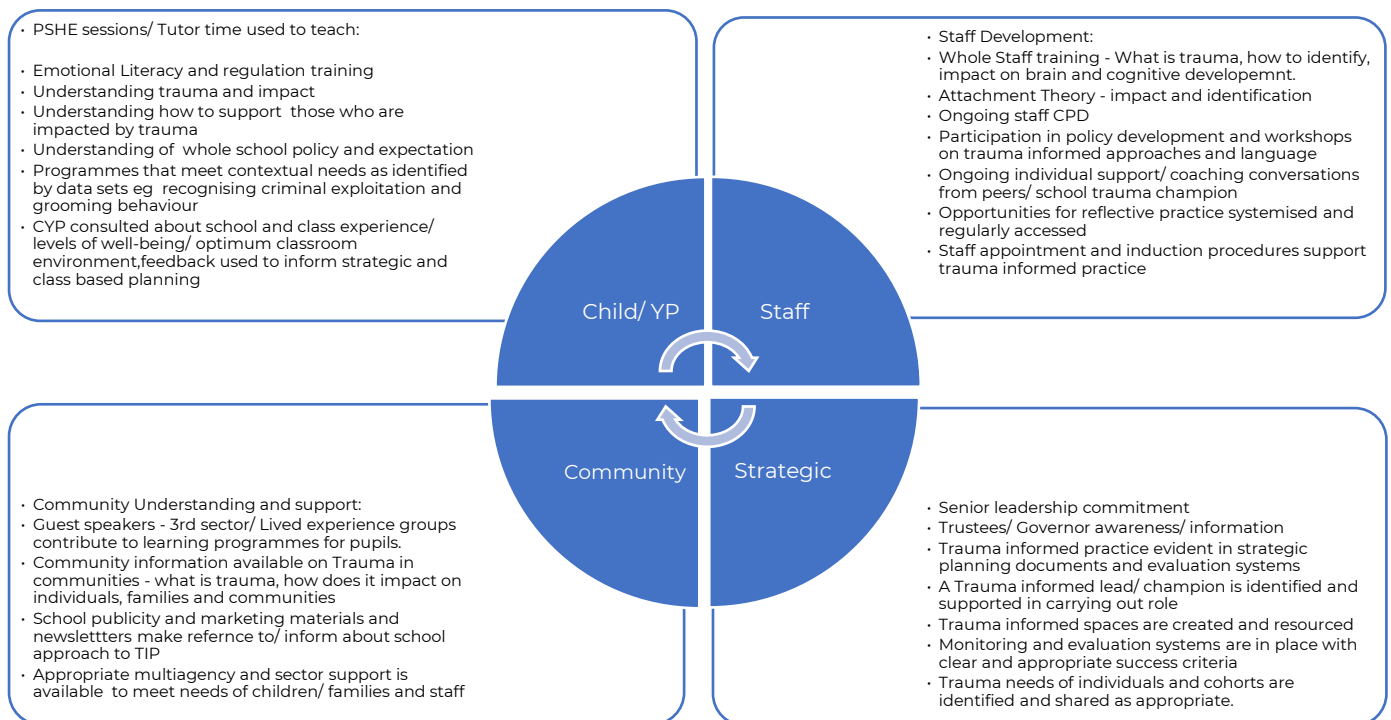 • PSHE sessions/ Tutor time used to teach:
• Emotional Literacy and regulation training
• Understanding trauma and impact
• Understanding how to support  those who are
impacted by trauma
• Understanding of  whole school policy and expectation
• Programmes that meet contextual needs as identified
by data sets eg  recognising criminal exploitation and
grooming behaviour
• CYP consulted about school and class experience/
levels of well-being/ optimum classroom
environment,feedback used to inform strategic and
class based planning
• Staff Development:
• Whole Staff training - What is trauma, how to identify,
impact on brain and cognitive developemnt.
• Attachment Theory - impact and identification
• Ongoing staff CPD
• Participation in policy development and workshops
on trauma informed approaches and language
• Ongoing individual support/ coaching conversations
from peers/ school trauma champion
• Opportunities for reflective practice systemised and
regularly accessed
• Staff appointment and induction procedures support
trauma informed practice
Child/ YP
Staff
Community
Strategic
• Community Understanding and support:
• Guest speakers - 3rd sector/ Lived experience groups
contribute to learning programmes for pupils.
• Community information available on Trauma in
communities - what is trauma, how does it impact on
individuals, families and communities
• School publicity and marketing materials and
newslettters make refernce to/ inform about school
approach to TIP
• Appropriate multiagency and sector support is
available  to meet needs of children/ families and staff
• Senior leadership commitment
• Trustees/ Governor awareness/ information
• Trauma informed practice evident in strategic
planning documents and evaluation systems
• A Trauma informed lead/ champion is identified and
supported in carrying out role
• Trauma informed spaces are created and resourced
• Monitoring and evaluation systems are in place with
clear and appropriate success criteria
• Trauma needs of individuals and cohorts are
identified and shared as appropriate.